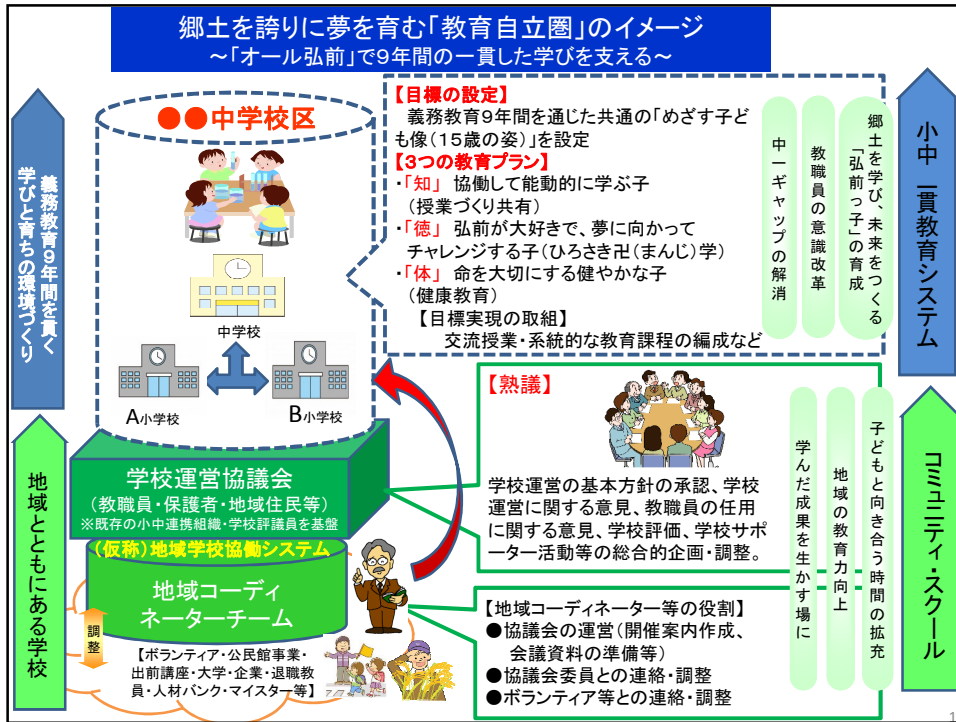 郷土を誇りに夢を育む「教育自立圏」のイメージ
～「オール弘前」で9年間の一貫した学びを支える～
義務教育9年間を貫く
学びと育ちの環境づくり
●●中学校区
中学校
A小学校
B小学校
【目標の設定】
義務教育9年間を通じた共通の「めざす子ど
も像(15歳の姿)」を設定
【3つの教育プラン】
・「知」 協働して能動的に学ぶ子
(授業づくり共有)
・「徳」 弘前が大好きで、夢に向かって
チャレンジする子(ひろさき卍(まんじ)学)
・「体」 命を大切にする健やかな子
(健康教育)
【目標実現の取組】
交流授業・系統的な教育課程の編成など
郷土を学び、未来をつくる
「弘前っ子」の育成
教職員の意識改革
中一ギャップの解消
小中一貫教育システム
地域とともにある学校
学校運営協議会
(教職員・保護者・地域住民等)
※既存の小中連携組織・学校評議員を基盤
(仮称)地域学校協働システム
地域コーディ
ネーターチーム
調整
【ボランティア・公民館事業・
出前講座・大学・企業・退職教
員・人材バンク・マイスター等】
【熟議】
学校運営の基本方針の承認、学校
運営に関する意見、教職員の任用
に関する意見、学校評価、学校サポ
ーター活動等の総合的企画・調整。
【地域コーディネーター等の役割】
●協議会の運営(開催案内作成、
会議資料の準備等)
●協議会委員との連絡・調整
●ボランティア等との連絡・調整
子どもと向き合う時間の拡充
地域の教育力向上
学んだ成果を生かす場に
コミュニティ・スクール
1